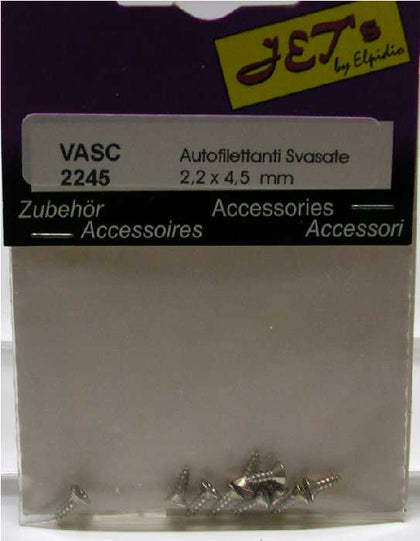 JET's
by Elpidio
VASC Autofilettanti Svasate
2245 2,2 x 4,5 mm
Zubehör Accessories
Accessoires Accessori